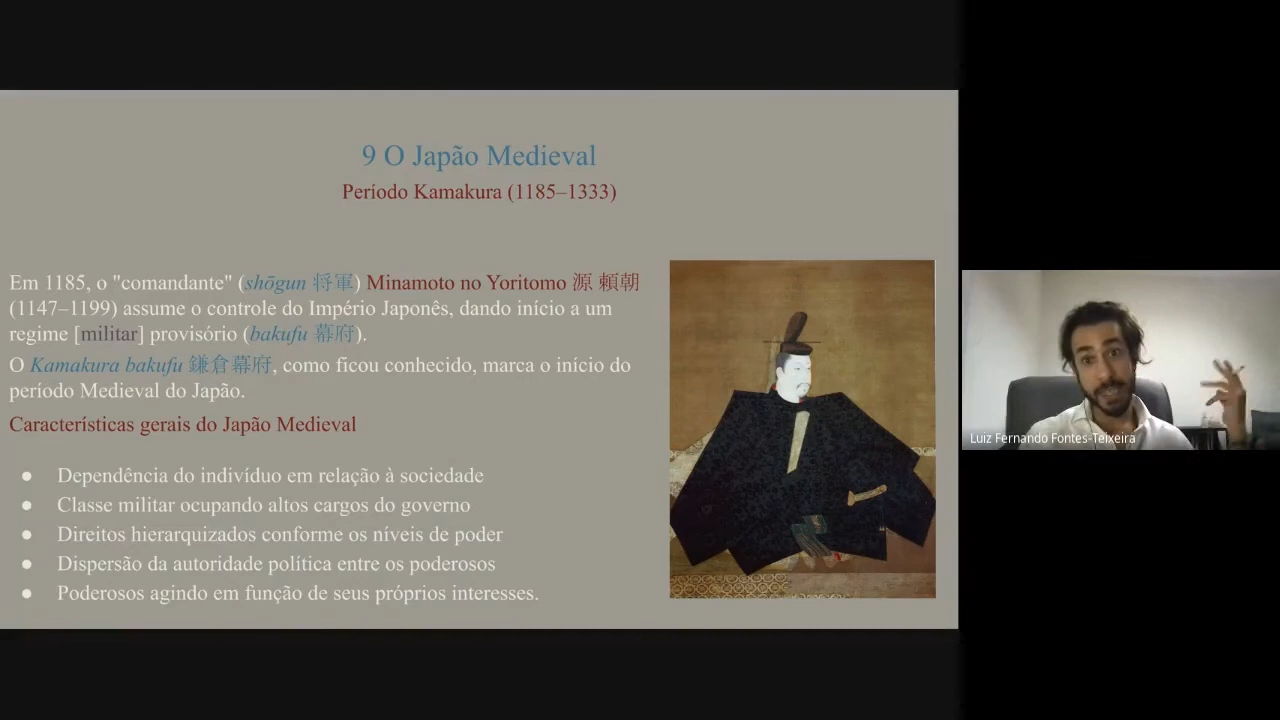 9 O Japão Medieval
Período Kamakura (1185–1333)
Em 1185, o "comandante" (shōgun 将軍) Minamoto no Yoritomo 源 頼朝
(1147–1199) assume o controle do Império Japonês, dando início a um
regime [militar] provisório (bakufu 幕府).
O Kamakura bakufu 鎌倉幕府, como ficou conhecido, marca o início do
período Medieval do Japão.
Características gerais do Japão Medieval
● Dependência do indivíduo em relação à sociedade
● Classe militar ocupando altos cargos do governo
● Direitos hierarquizados conforme os níveis de poder
● Dispersão da autoridade política entre os poderosos
● Poderosos agindo em função de seus próprios interesses.
Luiz Fernando Fontes-Teixeira